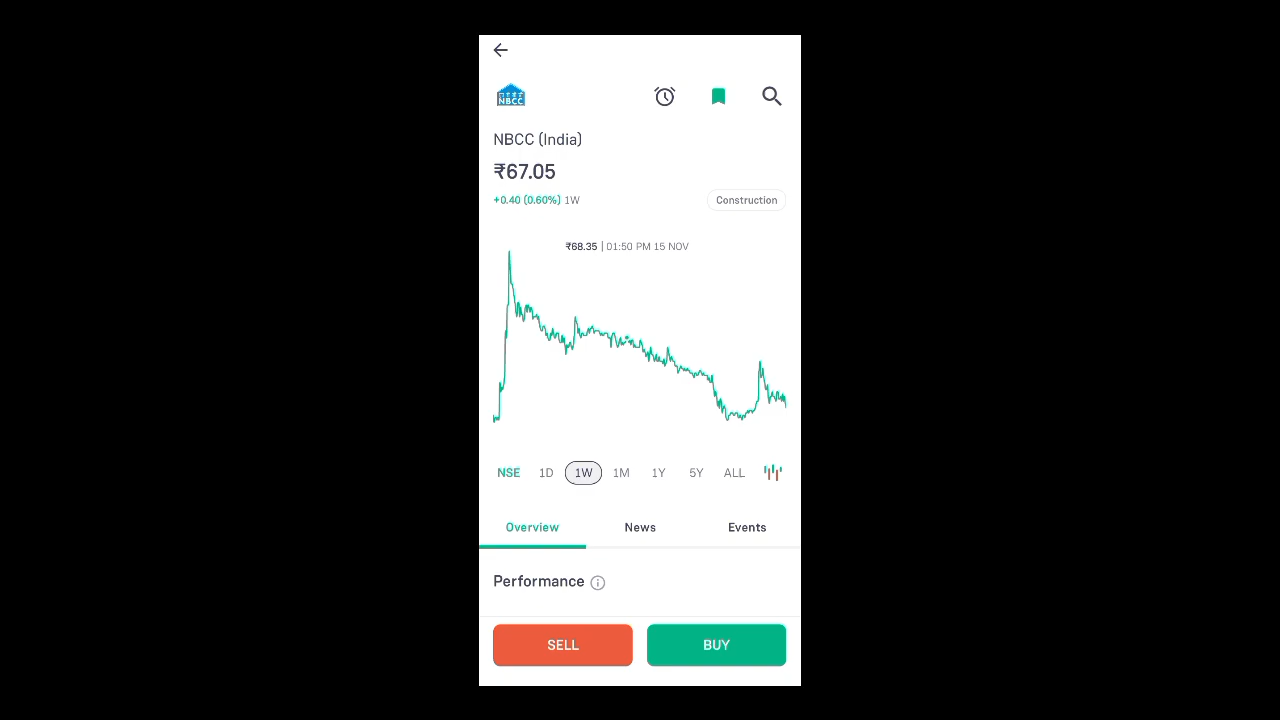 NBCC
NBCC (India)
₹67.05
+0.40 (0.60%) 1W
Construction
₹68.35 | 01:50 PM 15 NOV
NSE 1D 1W 1M 1Y 5Y ALL
Overview News Events
Performance
SELL BUY